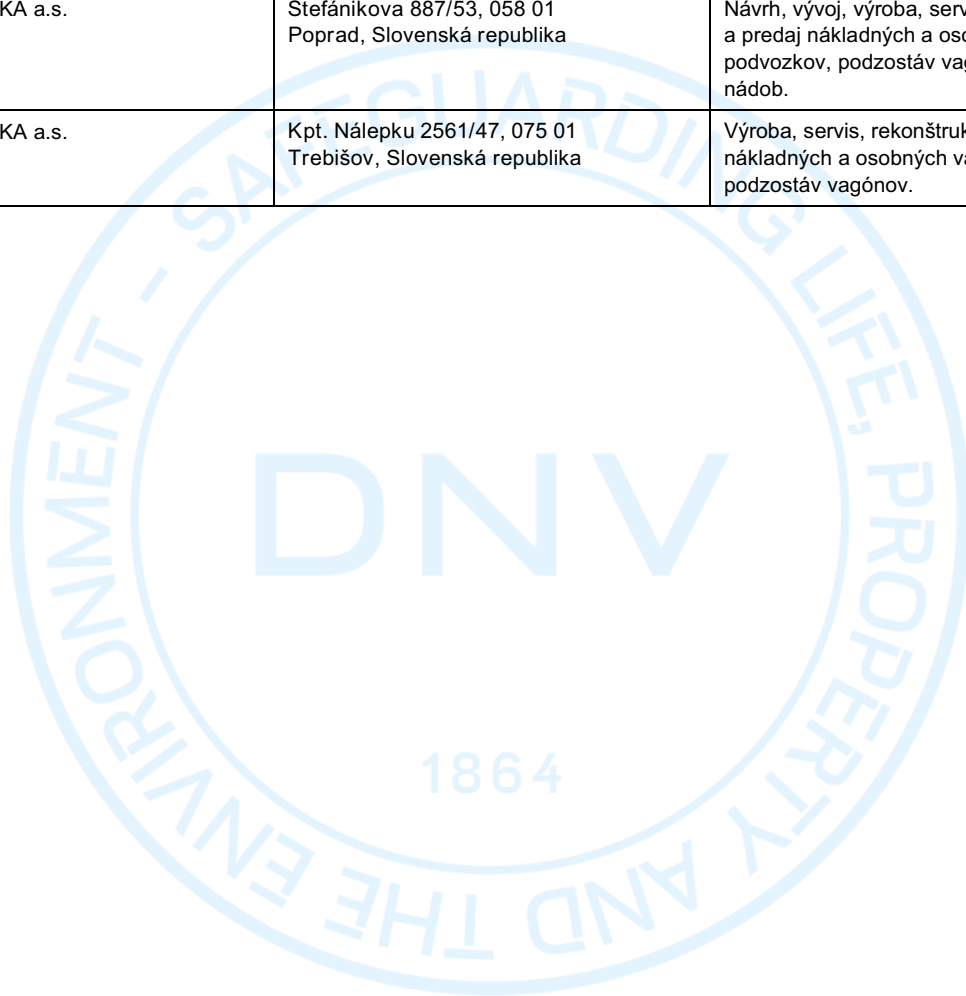 KA a.s.
Štefánikova 887/53, 058 01
Poprad, Slovenská republika
Návrh, vývoj, výroba, serv
a predaj nákladných a oso
podvozkov, podzostáv vag
nádob.
KA a.s.
Kpt. Nálepku 2561/47, 075 01
Trebišov, Slovenská republika
Výroba, servis, rekonštruk
nákladných a osobných va
podzostáv vagónov.
SAFEGUARDING LIFE, PROPERTY AND THE ENVIRONMENT -
DNV
1864